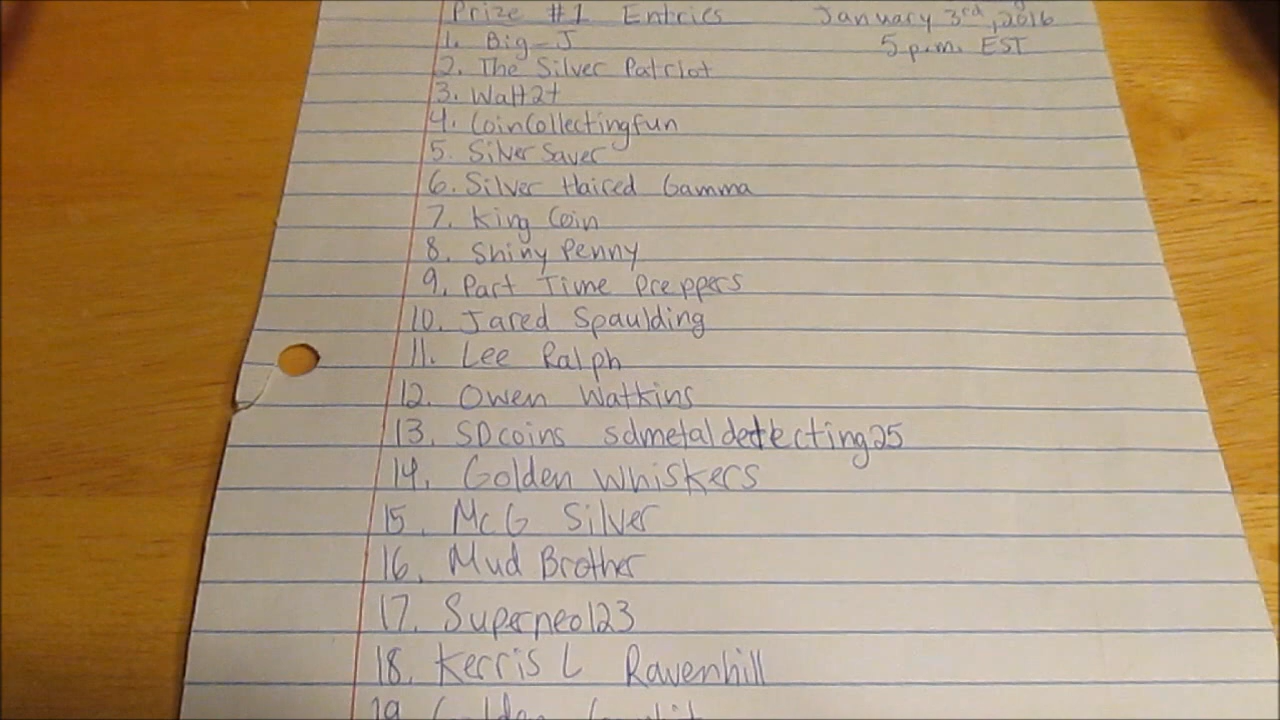 Prize #1 Entries January 3rd, 2016
1. Big-J 5 p.m. EST
2. The Silver Patriot
3. Watt2t
4. CoinCollectingfun
5. Silver Saver
6. Silver Haired Gamma
7. King Coin
8. Shiny Penny
9. Part Time Preppers
10. Jared Spaulding
11. Lee Ralph
12. Owen Watkins
13. SDcoins sdmetaldetecting25
14. Golden Whiskers
15. McG Silver
16. Mud Brother
17. Superneo123
18. Kerris L Ravenhill
19. Golden